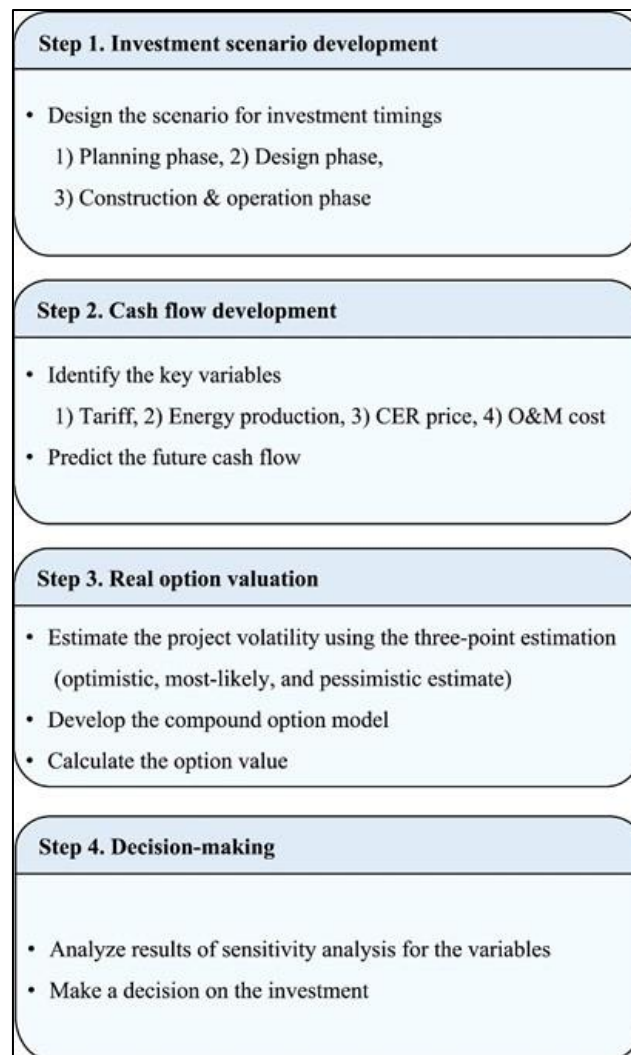 Step 1. Investment scenario development
• Design the scenario for investment timings
1) Planning phase, 2) Design phase,
3) Construction & operation phase
Step 2. Cash flow development
• Identify the key variables
1) Tariff, 2) Energy production, 3) CER price, 4) O&M cost
• Predict the future cash flow
Step 3. Real option valuation
• Estimate the project volatility using the three-point estimation
(optimistic, most-likely, and pessimistic estimate)
• Develop the compound option model
• Calculate the option value
Step 4. Decision-making
• Analyze results of sensitivity analysis for the variables
• Make a decision on the investment